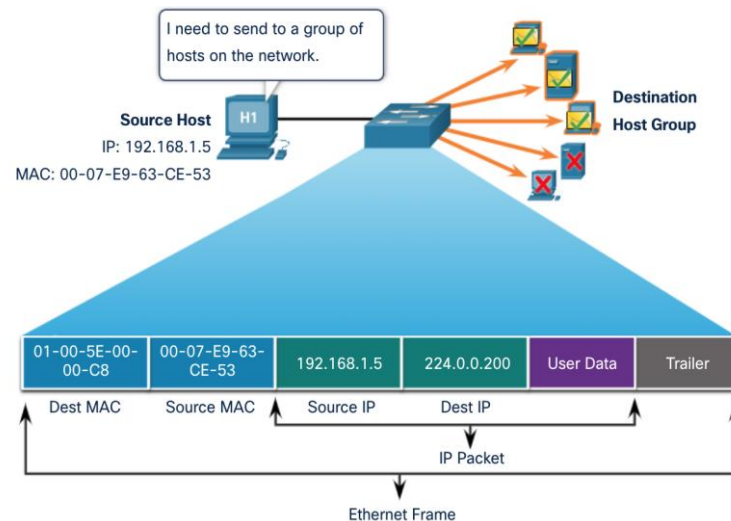 I need to send to a group of
hosts on the network.
H1
Source Host
IP: 192.168.1.5
MAC: 00-07-E9-63-CE-53
Destination
Host Group
01-00-5E-00-
00-C8
00-07-E9-63-
CE-53
192.168.1.5
224.0.0.200
User Data
Trailer
Dest MAC
Source MAC
Source IP
Dest IP
IP Packet
Ethernet Frame